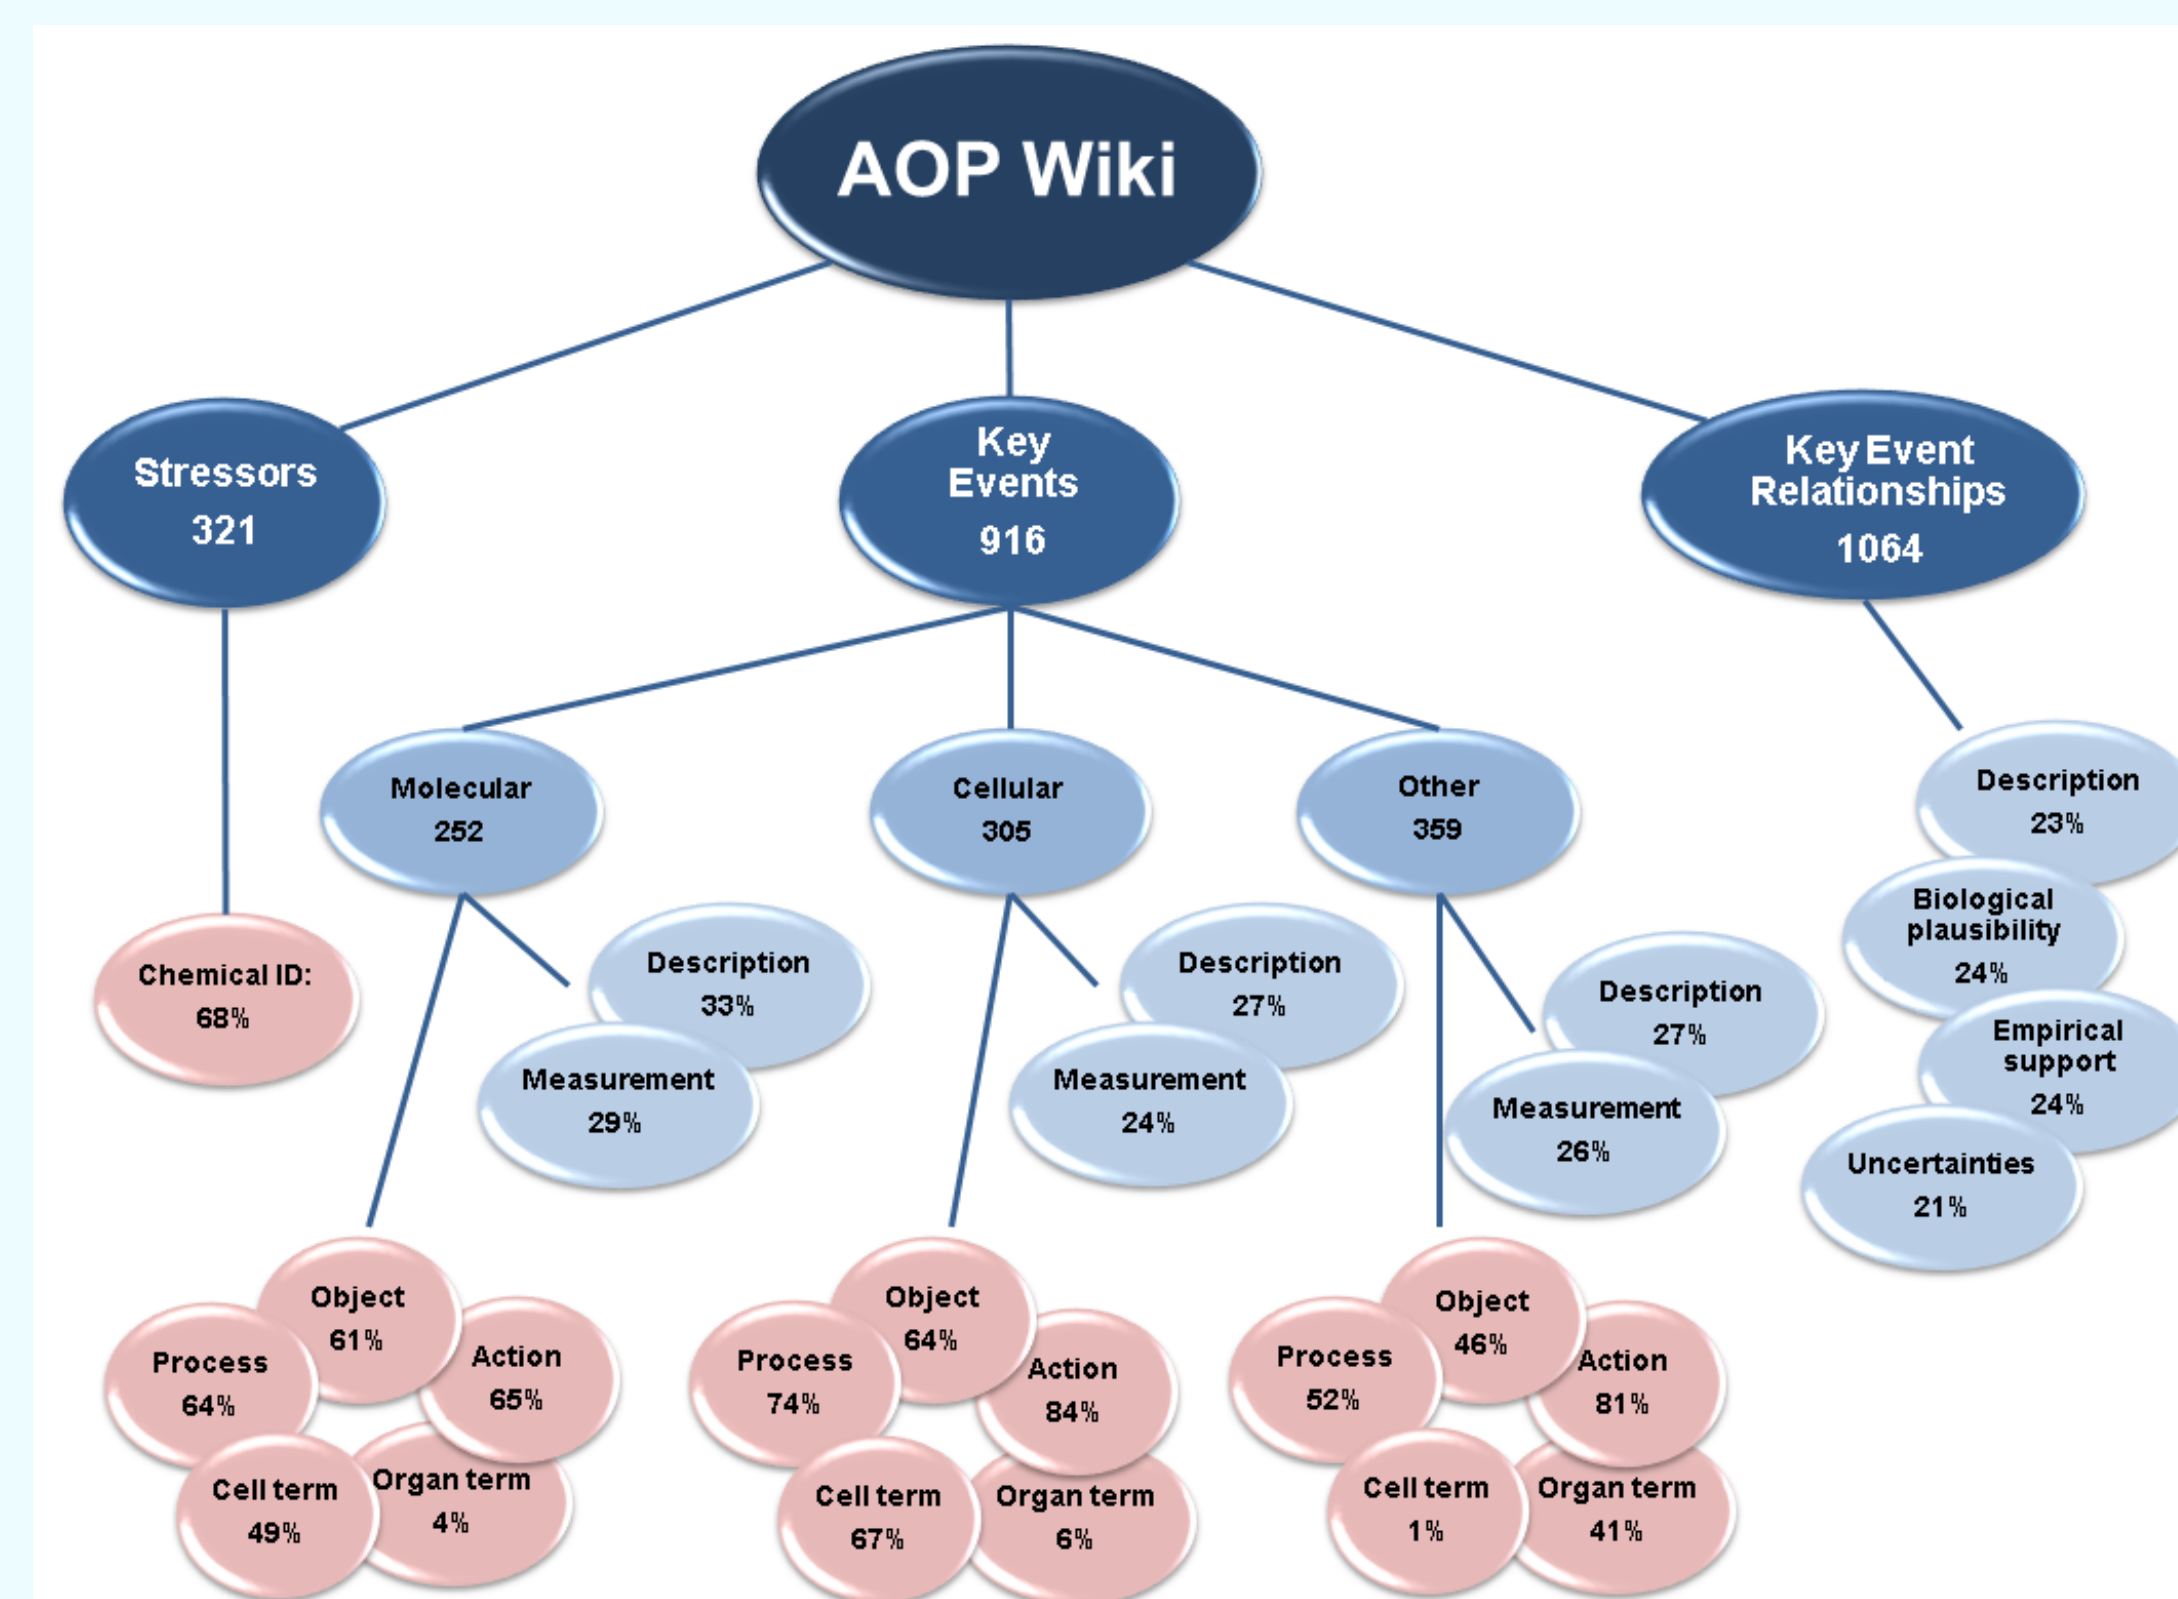 AOP Wiki
Stressors
321
Key
Events
916
Key Event
Relationships
1064
Molecular
252
Cellular
305
Other
359
Description
23%
Biological
plausibility
24%
Empirical
support
24%
Uncertainties
21%
Chemical ID:
68%
Description
33%
Measurement
29%
Description
27%
Measurement
24%
Description
27%
Measurement
26%
Object
61%
Process
64%
Action
65%
Cell term
49%
Organ term
4%
Object
64%
Process
74%
Action
84%
Cell term
67%
Organ term
6%
Object
46%
Process
52%
Action
81%
Cell term
1%
Organ term
41%